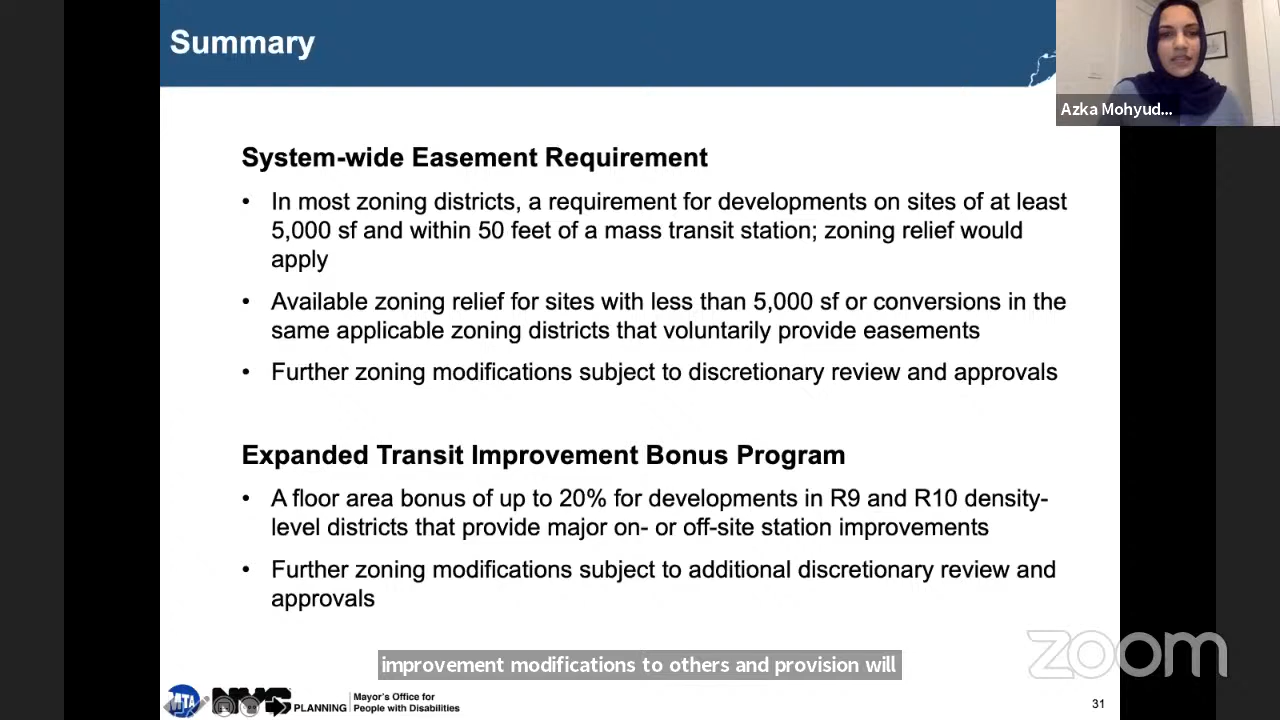 Summary
Azka Mohyud...
System-wide Easement Requirement
• In most zoning districts, a requirement for developments on sites of at least
5,000 sf and within 50 feet of a mass transit station; zoning relief would
apply
• Available zoning relief for sites with less than 5,000 sf or conversions in the
same applicable zoning districts that voluntarily provide easements
• Further zoning modifications subject to discretionary review and approvals
Expanded Transit Improvement Bonus Program
• A floor area bonus of up to 20% for developments in R9 and R10 density-
level districts that provide major on- or off-site station improvements
• Further zoning modifications subject to additional discretionary review and
approvals
improvement modifications to others and provision will
zoom
MTA
NYC
PLANNING
Mayor's Office for
People with Disabilities
31